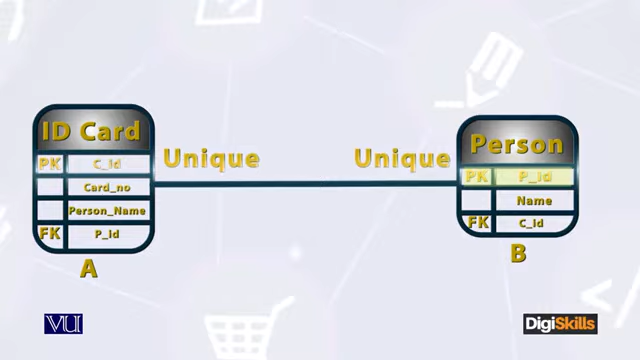 ID Card
PK C_id
Card_no
Person_Name
FK P_id
A
Unique
Unique
Person
PK P_id
Name
FK C_id
B
VU
DigiSkills